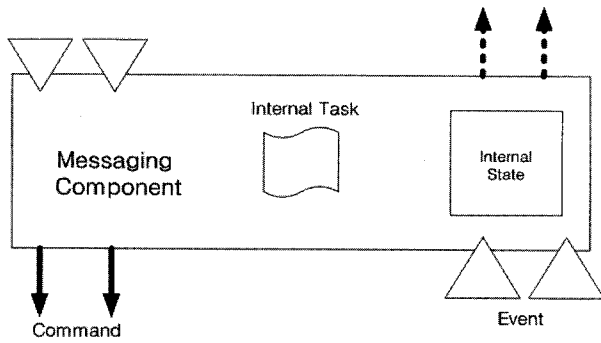 Internal Task
Messaging
Component
Internal
State
Command
Event